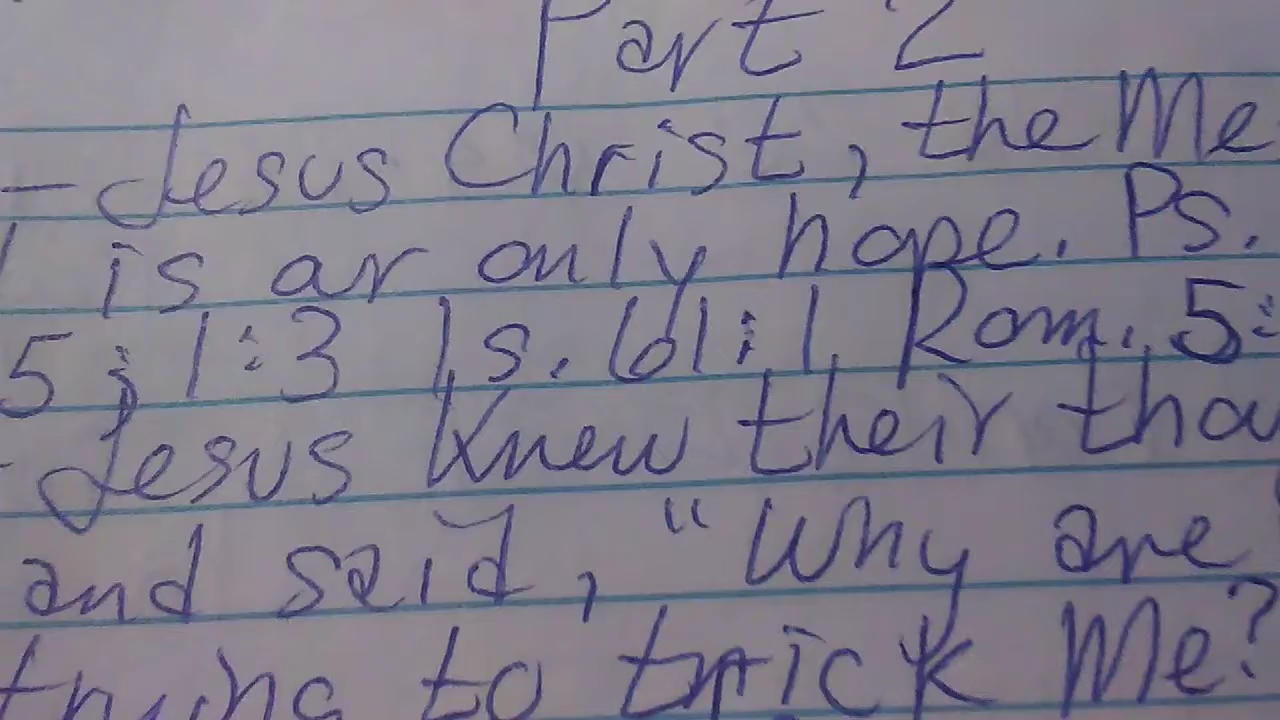 Part 2
- Jesus Christ, the Me
is ar only hope. Ps.
5; 1:3 Is. 61:1, Rom. 5:
- Jesus knew their tho
and said, "Why are
trying to trick Me?